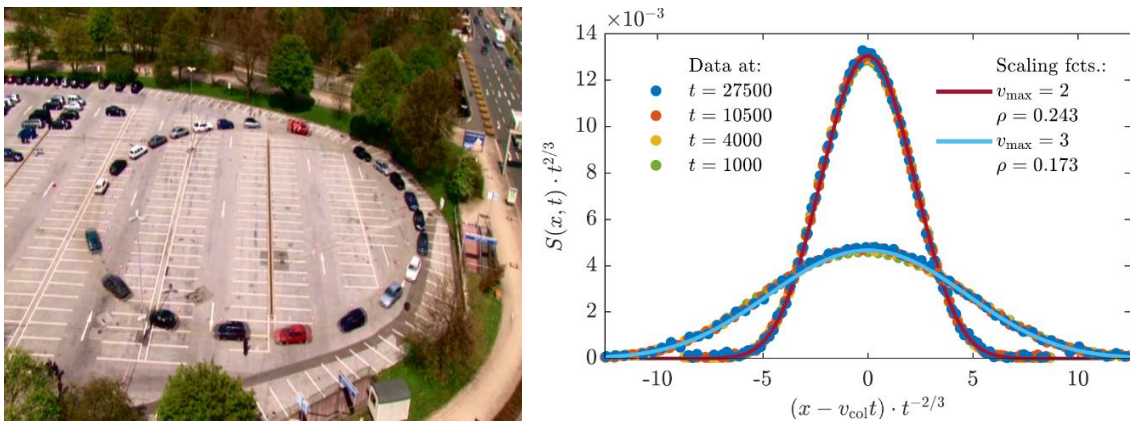 ×10⁻³
14
12
10
8
6
4
2
0
S(x, t) · t^{2/3}
Data at:
t = 27500
t = 10500
t = 4000
t = 1000
Scaling fcts.:
v_max = 2
ρ = 0.243
v_max = 3
ρ = 0.173
-10 -5 0 5 10
(x − v_col t) · t^{-2/3}